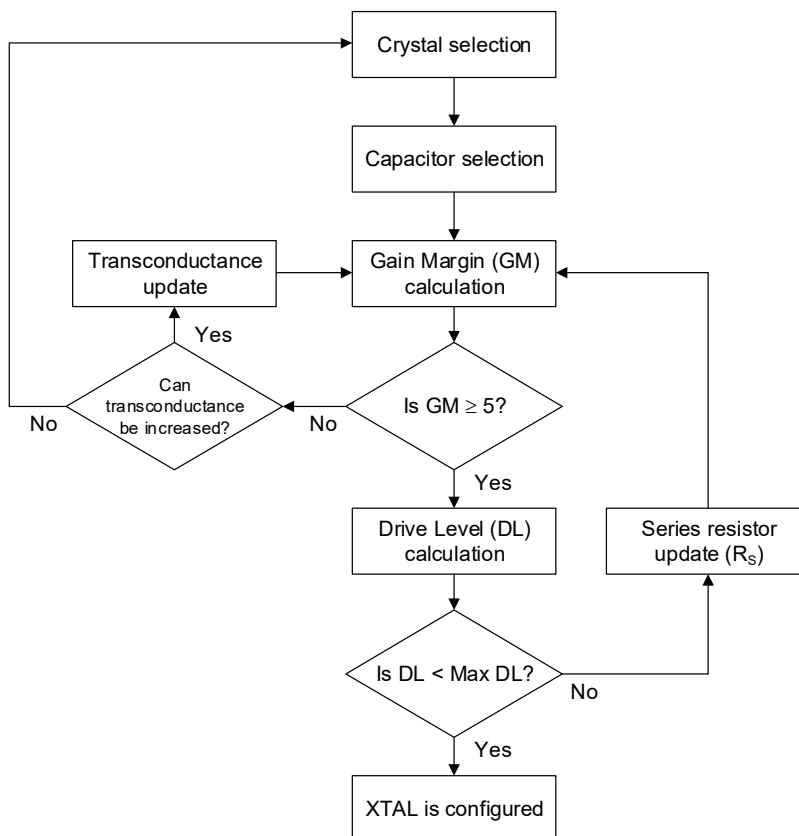 Crystal selection
Capacitor selection
Transconductance
update
Gain Margin (GM)
calculation
Yes
Can
transconductance
be increased?
No
No
Is GM ≥ 5?
Yes
Drive Level (DL)
calculation
Series resistor
update (Rₛ)
Is DL < Max DL?
No
Yes
XTAL is configured